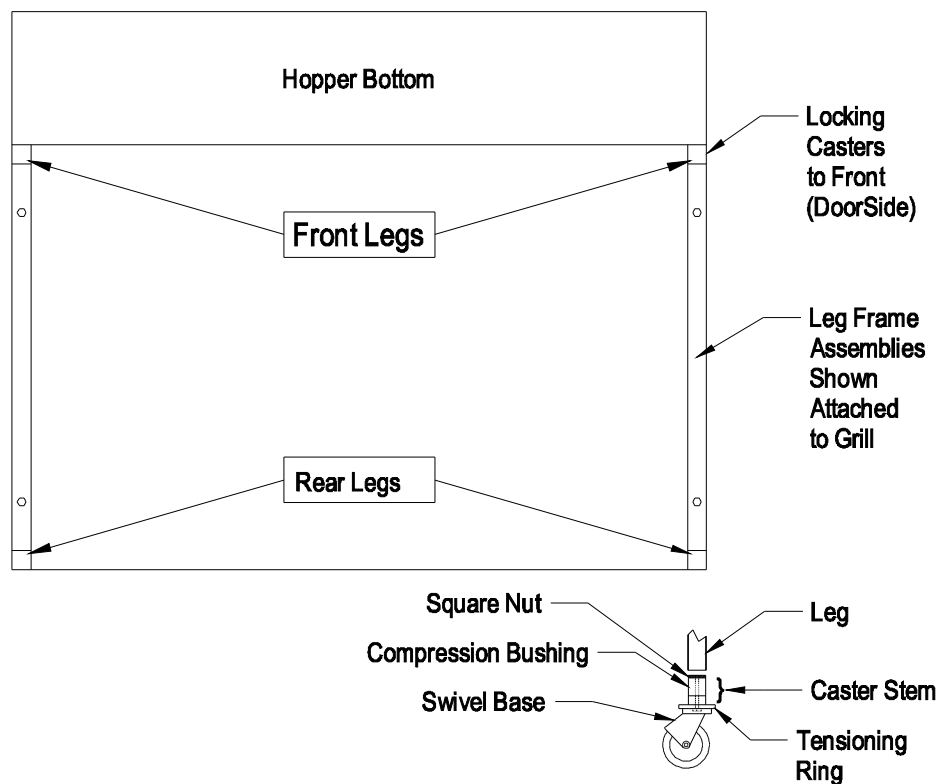 Hopper Bottom
Locking
Casters
to Front
(DoorSide)
Front Legs
Leg Frame
Assemblies
Shown
Attached
to Grill
Rear Legs
Square Nut
Leg
Compression Bushing
Caster Stem
Swivel Base
Tensioning
Ring